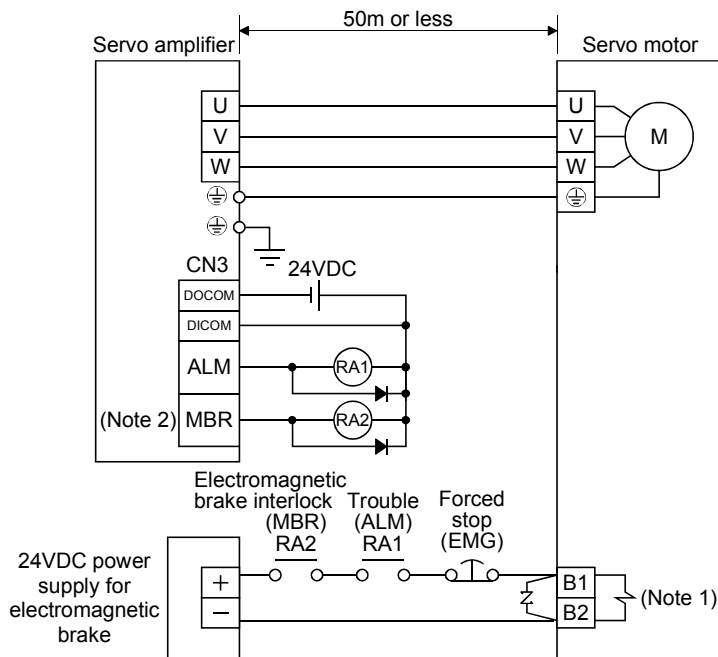 50m or less
Servo amplifier
Servo motor
U
V
W
U
V
W
M
CN3
24VDC
DOCOM
DICOM
ALM
RA1
(Note 2)
MBR
RA2
Electromagnetic
brake interlock
(MBR)
RA2
Trouble
(ALM)
RA1
Forced
stop
(EMG)
24VDC power
supply for
electromagnetic
brake
+
−
B1
B2
(Note 1)